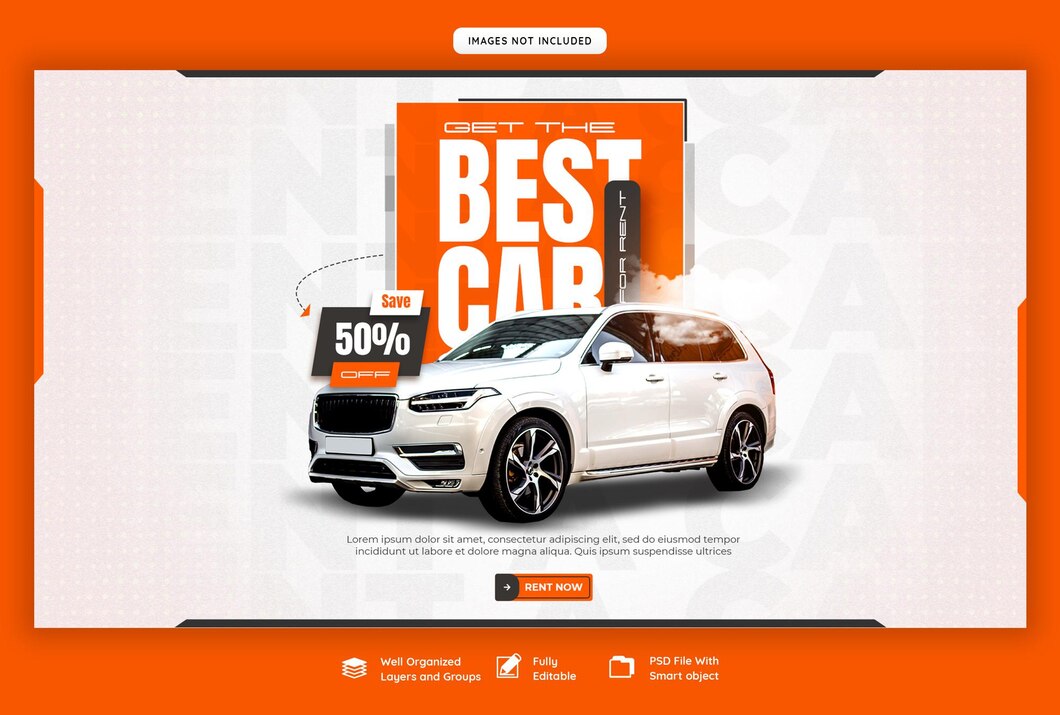 IMAGES NOT INCLUDED
GET THE
BEST
CAR
FOR RENT
Save
50%
OFF
Lorem ipsum dolor sit amet, consectetur adipiscing elit, sed do eiusmod tempor
incididunt ut labore et dolore magna aliqua. Quis ipsum suspendisse ultrices
RENT NOW
Well Organized
Layers and Groups
Fully
Editable
PSD File With
Smart object